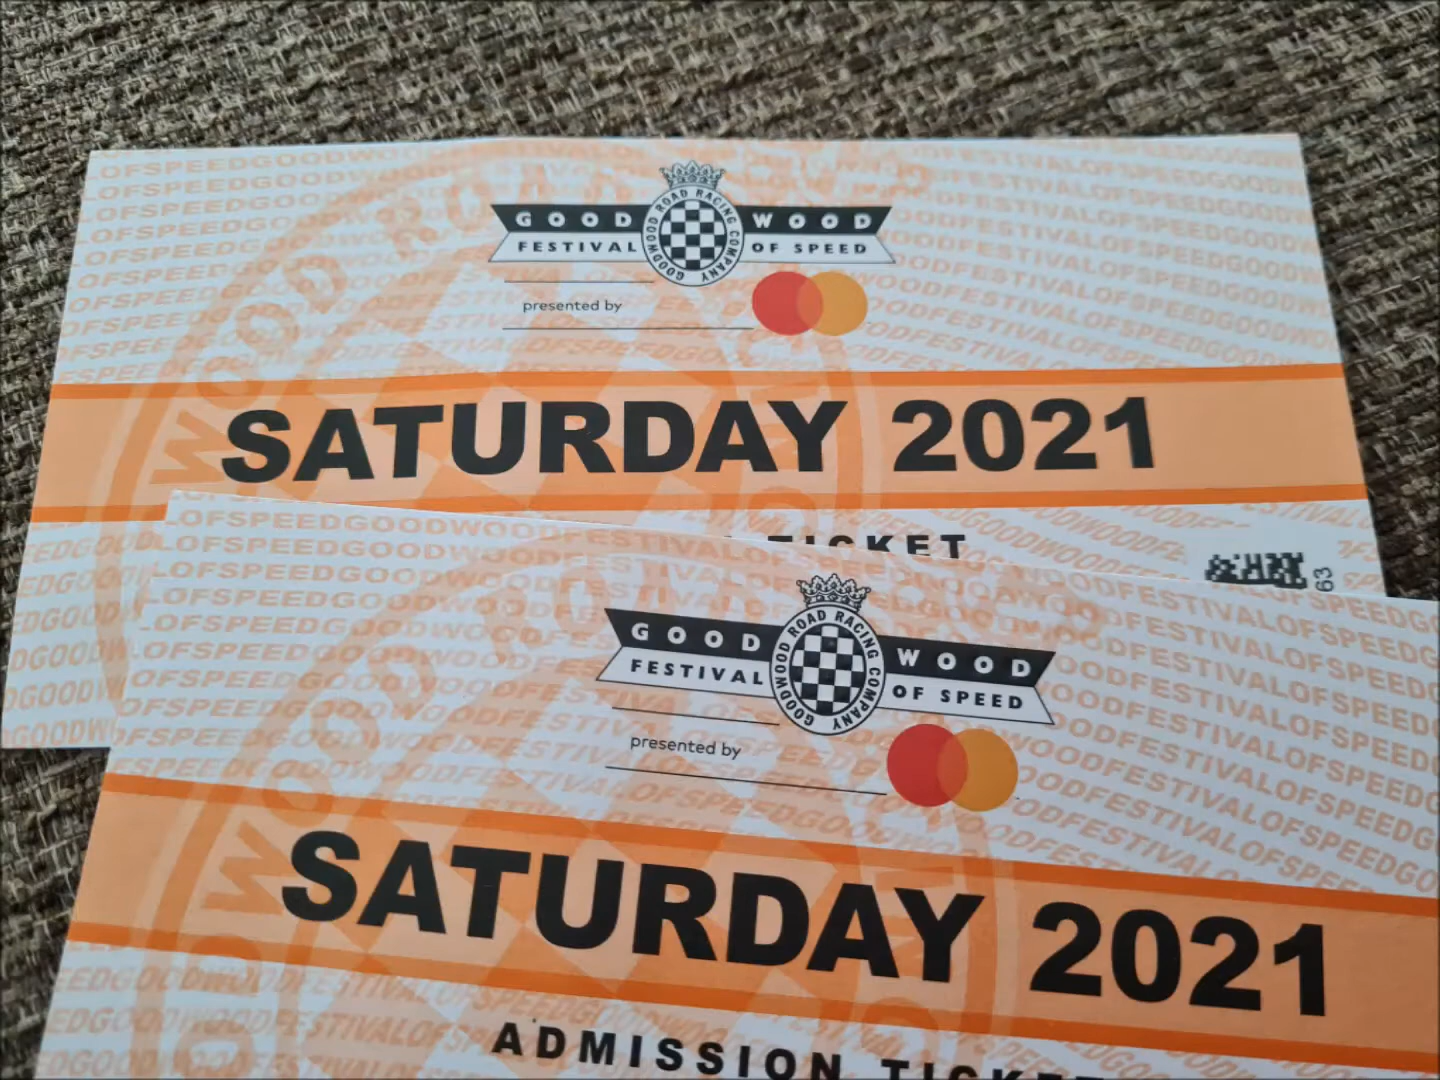 GOOD WOOD
FESTIVAL OF SPEED
GOODWOOD ROAD RACING COMPANY
presented by
SATURDAY 2021
TICKET
63
GOOD WOOD
FESTIVAL OF SPEED
GOODWOOD ROAD RACING COMPANY
presented by
SATURDAY 2021
ADMISSION TICKET